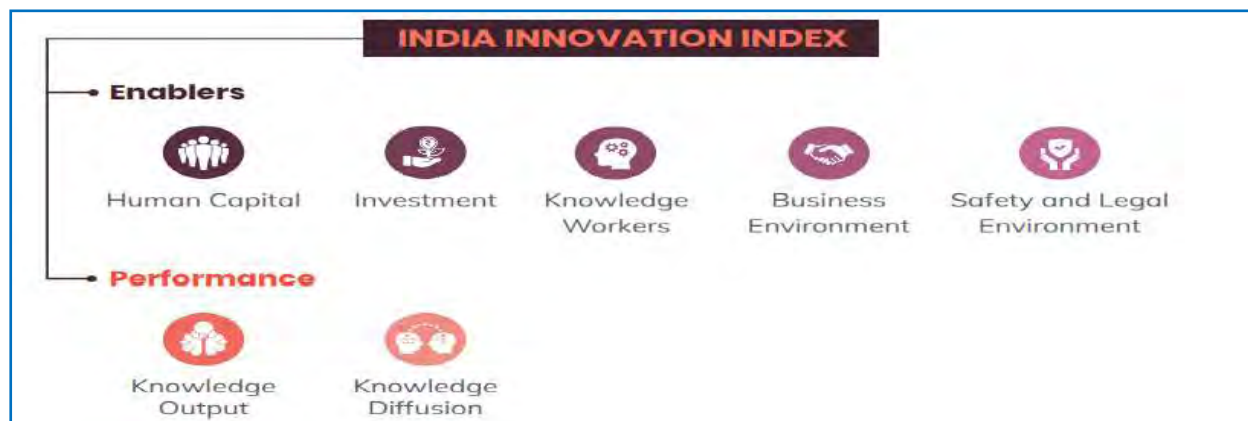 INDIA INNOVATION INDEX
Enablers
Human Capital
Investment
Knowledge
Workers
Business
Environment
Safety and Legal
Environment
Performance
Knowledge
Output
Knowledge
Diffusion